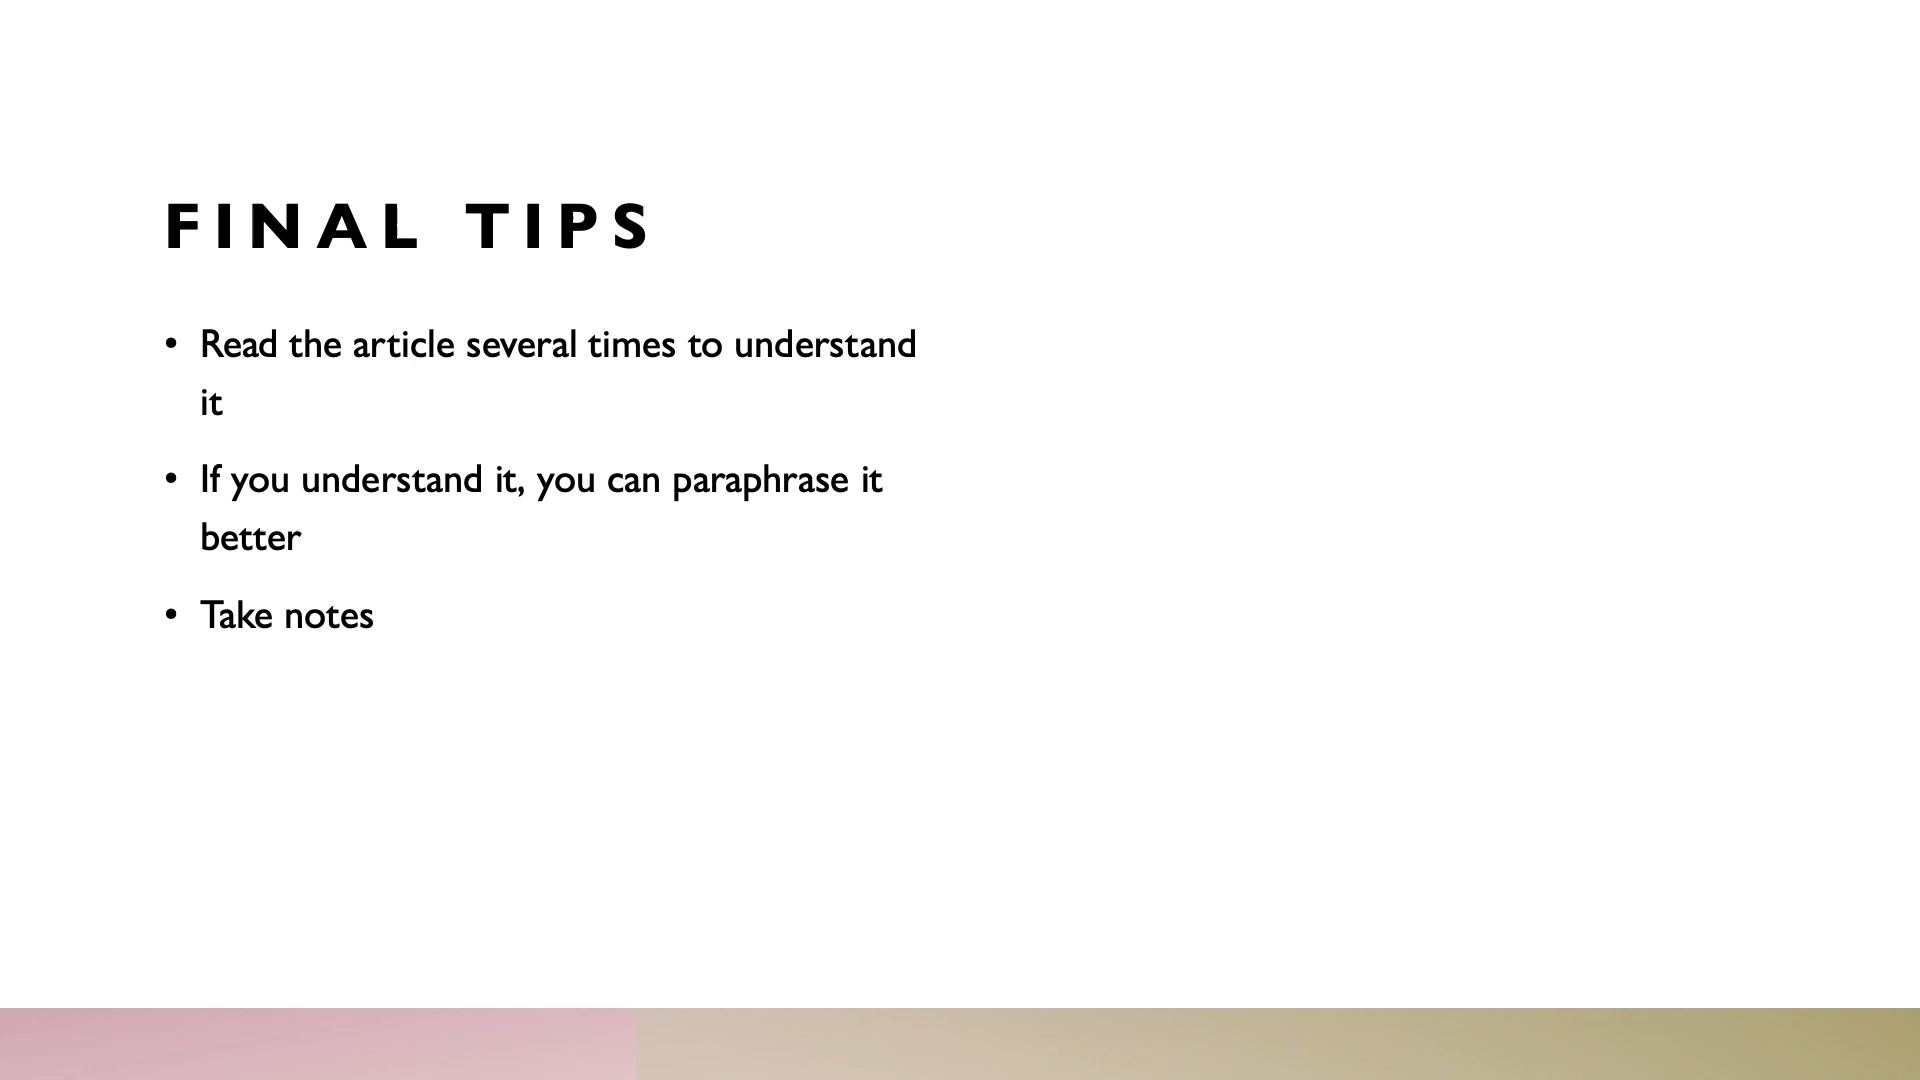 FINAL TIPS
• Read the article several times to understand
it
• If you understand it, you can paraphrase it
better
• Take notes